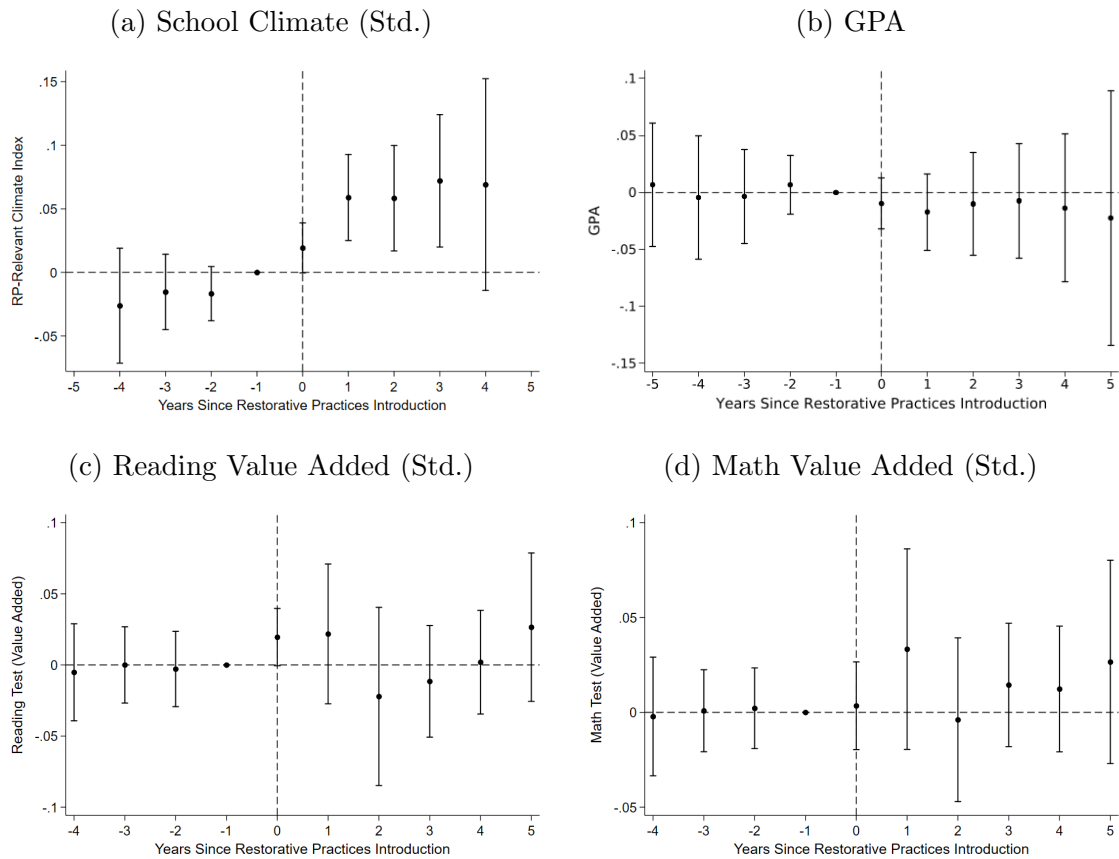 (a) School Climate (Std.)
RP-Relevant Climate Index
.15
.1
.05
0
-.05
-5 -4 -3 -2 -1 0 1 2 3 4 5
Years Since Restorative Practices Introduction
(b) GPA
GPA
.1
.05
0
-.05
-.1
-.15
-5 -4 -3 -2 -1 0 1 2 3 4 5
Years Since Restorative Practices Introduction
(c) Reading Value Added (Std.)
Reading Test (Value Added)
.1
.05
0
-.05
-.1
-4 -3 -2 -1 0 1 2 3 4 5
Years Since Restorative Practices Introduction
(d) Math Value Added (Std.)
Math Test (Value Added)
.1
.05
0
-.05
-4 -3 -2 -1 0 1 2 3 4 5
Years Since Restorative Practices Introduction